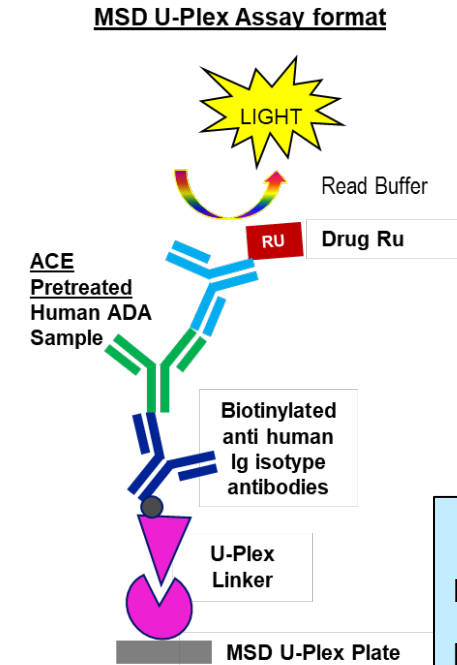 MSD U-Plex Assay format
LIGHT
Read Buffer
RU
Drug Ru
ACE
Pretreated
Human ADA
Sample
Biotinylated
anti human
Ig isotype
antibodies
U-Plex
Linker
MSD U-Plex Plate